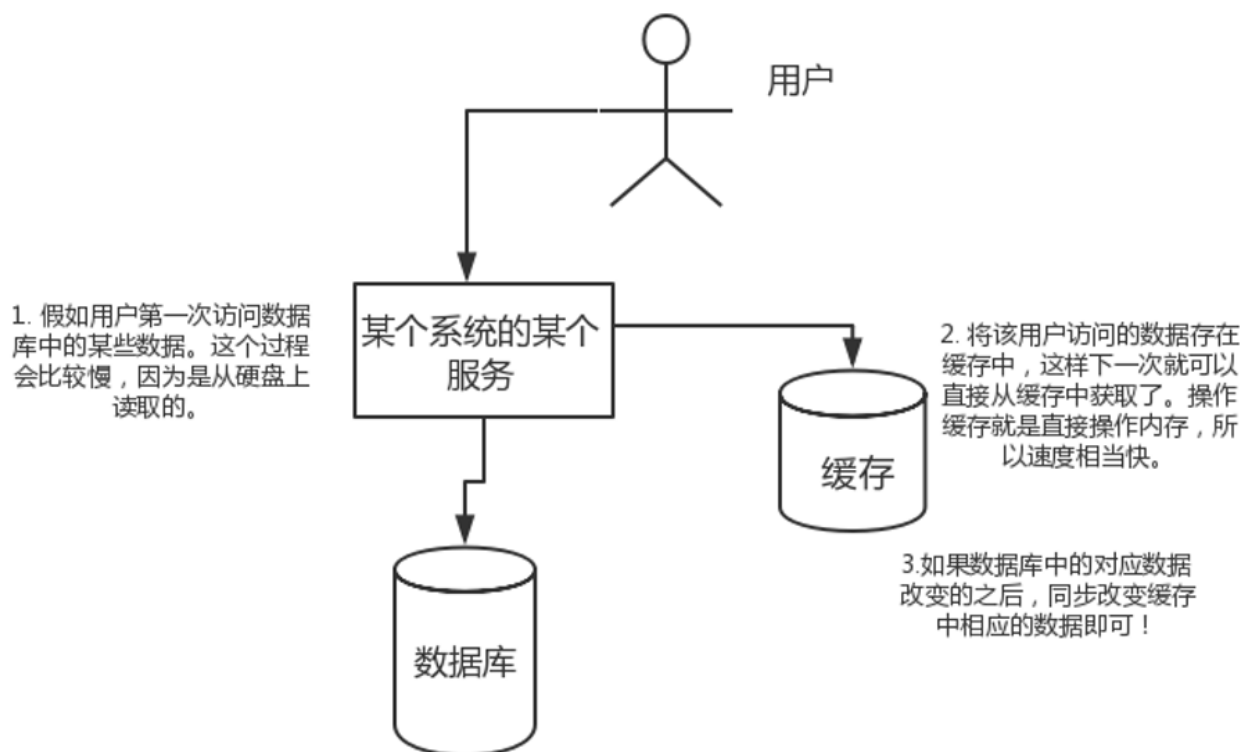 用户
1. 假如用户第一次访问数据
库中的某些数据。这个过程
会比较慢，因为是从硬盘上
读取的。
某个系统的某个
服务
2. 将该用户访问的数据存在
缓存中，这样下一次就可以
直接从缓存中获取了。操作
缓存就是直接操作内存，所
以速度相当快。
缓存
3.如果数据库中的对应数据
改变的之后，同步改变缓存
中相应的数据即可！
数据库